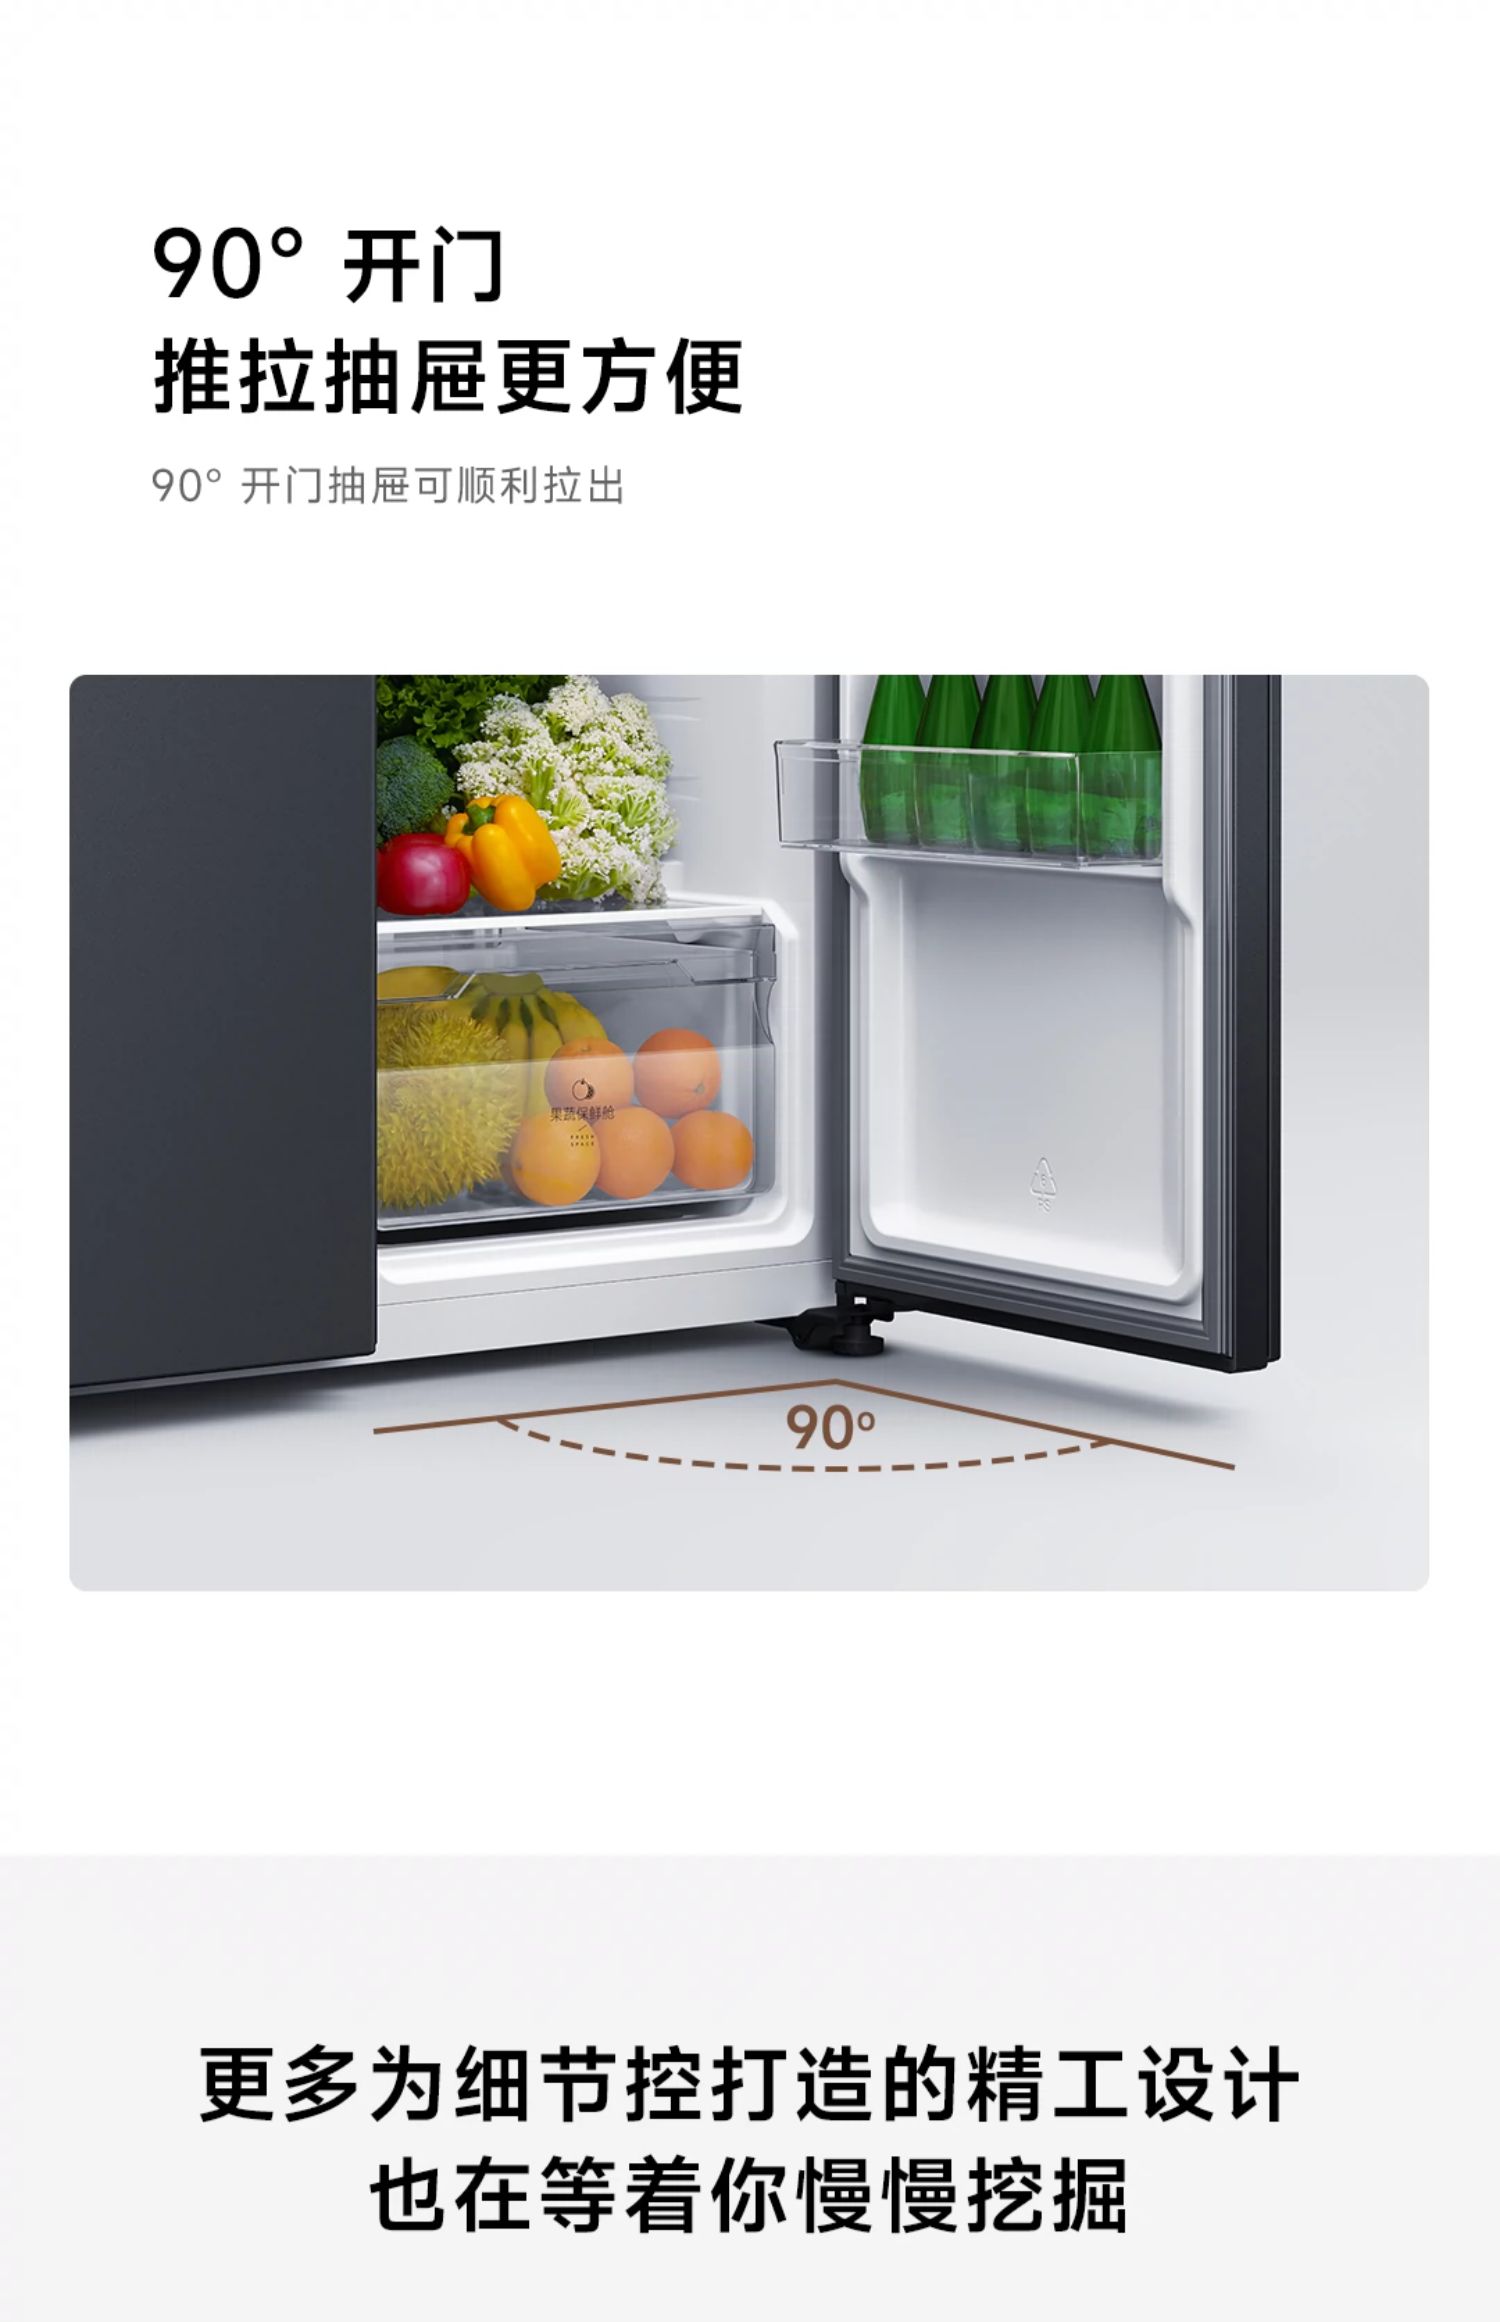 90° 开门
推拉抽屉更方便
90° 开门抽屉可顺利拉出
果蔬保鲜舱
FRESH
SPACE
6
PS
90°
更多为细节控打造的精工设计
也在等着你慢慢挖掘